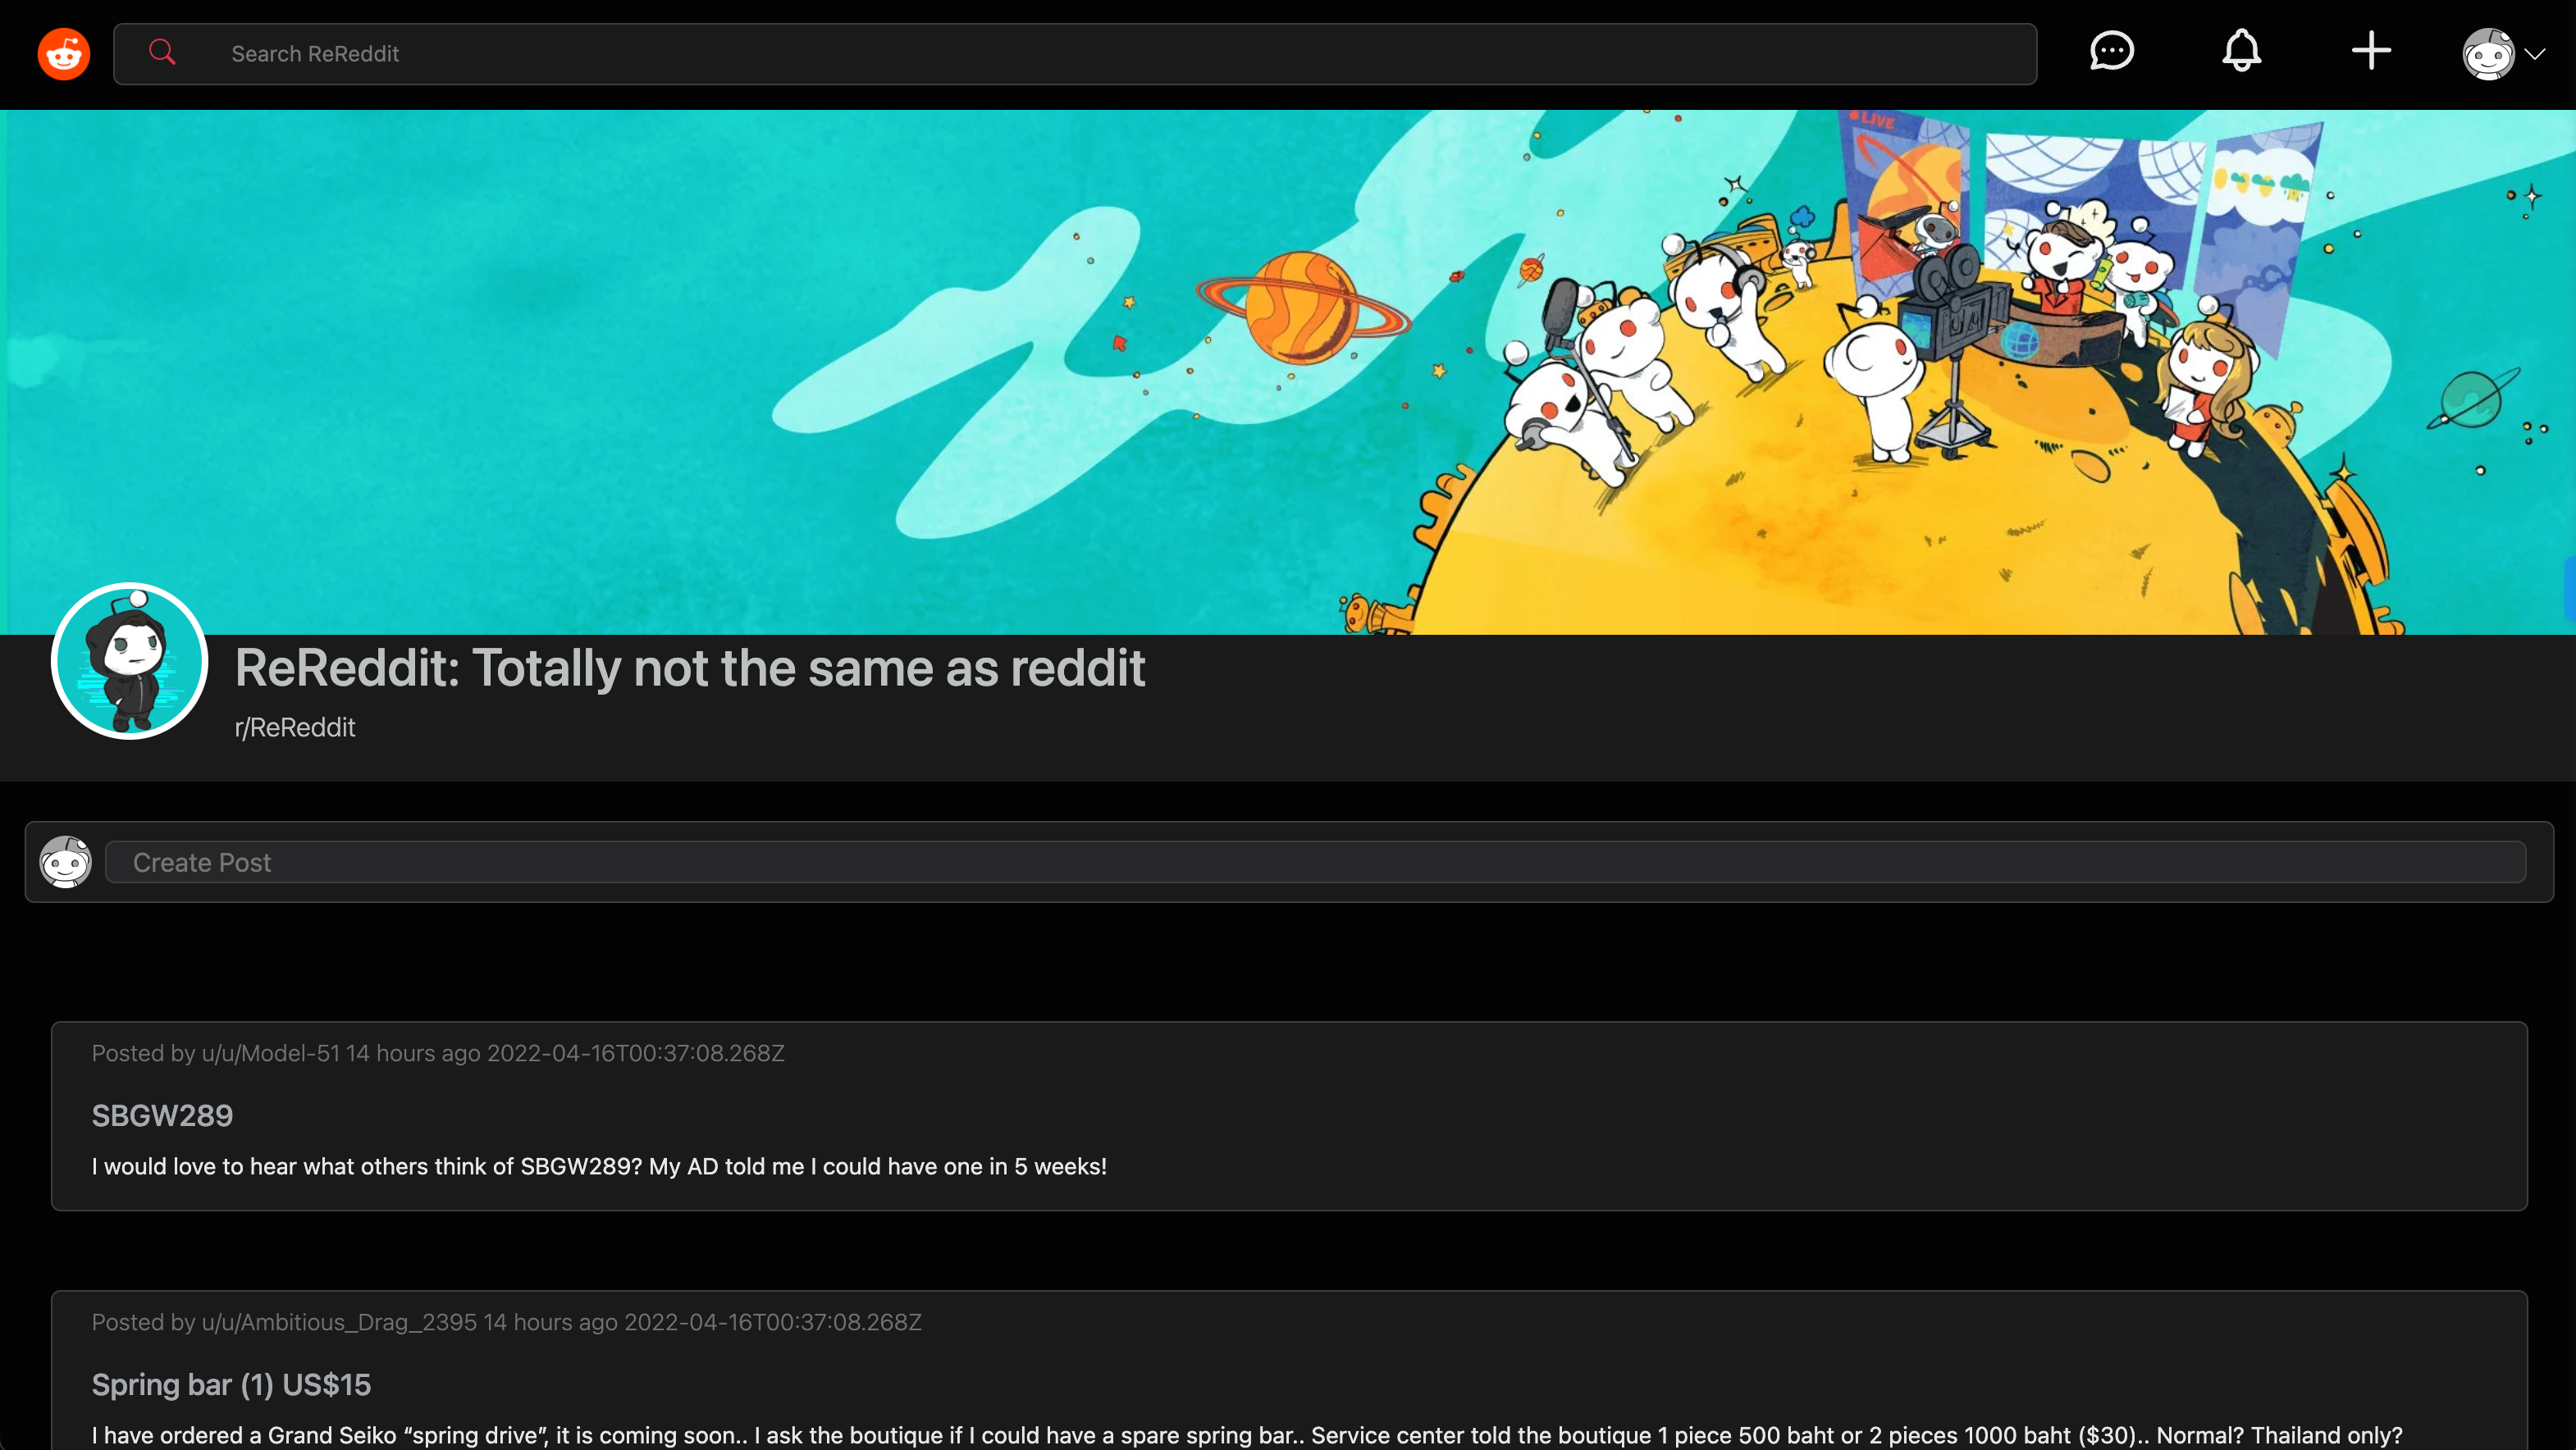 Search ReReddit
LIVE
ReReddit: Totally not the same as reddit
r/ReReddit
Create Post
Posted by u/u/Model-51 14 hours ago 2022-04-16T00:37:08.268Z
SBGW289
I would love to hear what others think of SBGW289? My AD told me I could have one in 5 weeks!
Posted by u/u/Ambitious_Drag_2395 14 hours ago 2022-04-16T00:37:08.268Z
Spring bar (1) US$15
I have ordered a Grand Seiko “spring drive”, it is coming soon.. I ask the boutique if I could have a spare spring bar.. Service center told the boutique 1 piece 500 baht or 2 pieces 1000 baht ($30).. Normal? Thailand only?